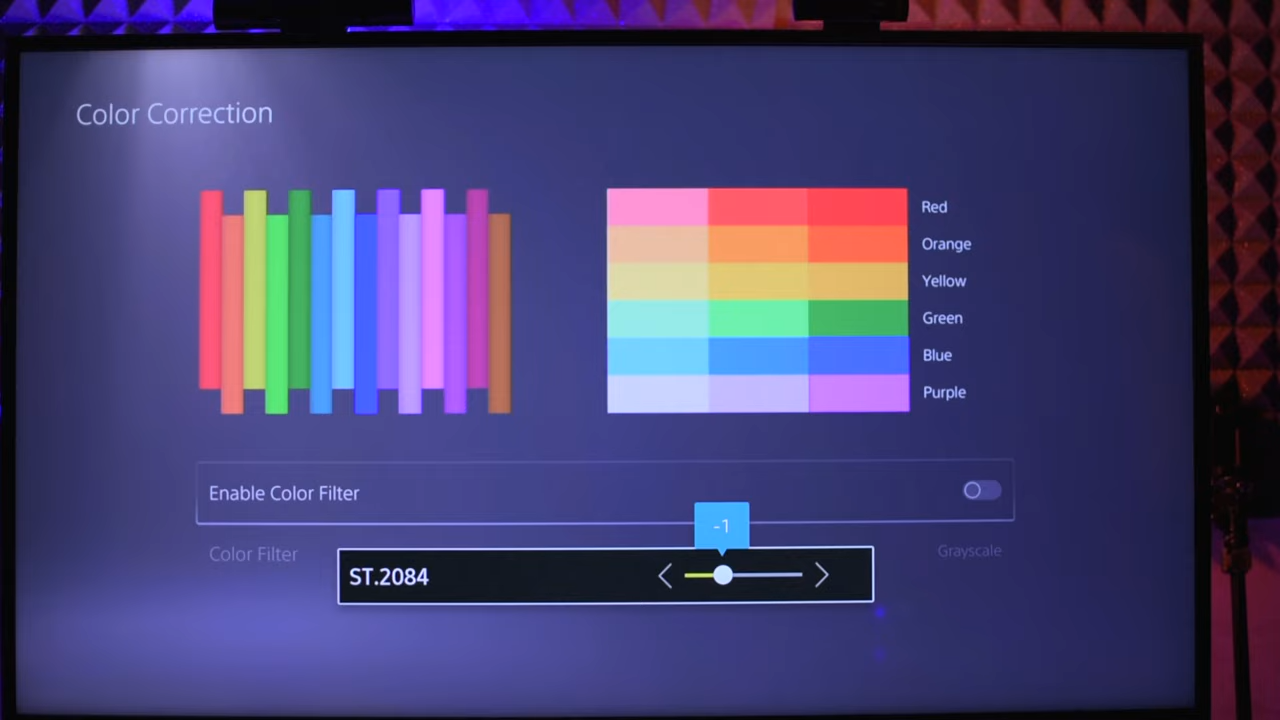 Color Correction
Red
Orange
Yellow
Green
Blue
Purple
Enable Color Filter
-1
Color Filter
Grayscale
ST.2084